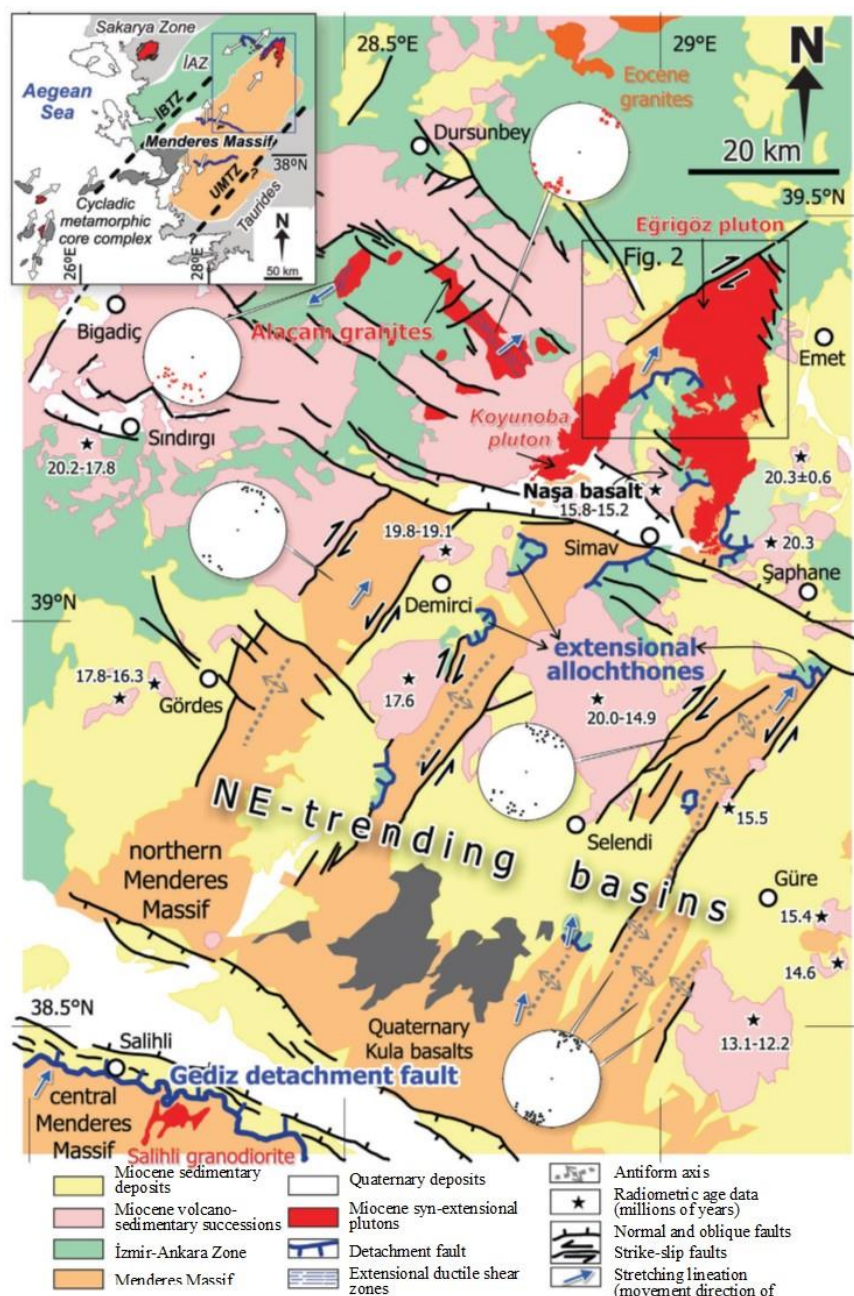 Sakarya Zone
İAZ
Aegean
Sea
İBTZ
Menderes Massif
38°N
UMTZ
?
Taurides
Cycladic
metamorphic
core complex
N
26°E
28°E
50 km
28.5°E
29°E
N
Eocene
granites
Dursunbey
20 km
39.5°N
Eğrigöz pluton
Fig. 2
Bigadiç
Alaçam granites
Emet
Sındırgı
Koyunoba
pluton
20.2-17.8
Naşa basalt
15.8-15.2
20.3±0.6
19.8-19.1
Simav
20.3
Şaphane
39°N
Demirci
extensional
allochthones
17.8-16.3
Gördes
17.6
20.0-14.9
NE-trending basins
15.5
Selendi
northern
Menderes
Massif
Güre
15.4
14.6
38.5°N
Salihli
Quaternary
Kula basalts
13.1-12.2
Gediz detachment fault
central
Menderes
Massif
Salihli granodiorite
Miocene sedimentary
deposits
Miocene volcano-
sedimentary successions
İzmir-Ankara Zone
Menderes Massif
Quaternary deposits
Miocene syn-extensional
plutons
Detachment fault
Extensional ductile shear
zones
Antiform axis
Radiometric age data
(millions of years)
Normal and oblique faults
Strike-slip faults
Stretching lineation
(movement direction of